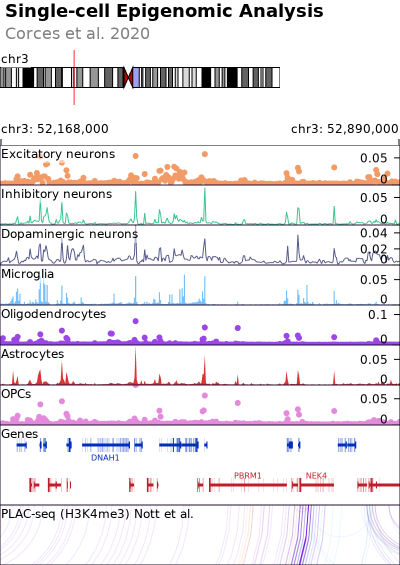 Single-cell Epigenomic Analysis
Corces et al. 2020
chr3
chr3: 52,168,000
chr3: 52,890,000
Excitatory neurons
0.05
0
Inhibitory neurons
0.05
0
Dopaminergic neurons
0.04
0.02
0
Microglia
0.05
0
Oligodendrocytes
0.1
0
Astrocytes
0.05
0
OPCs
0.05
0
Genes
DNAH1
PBRM1
NEK4
PLAC-seq (H3K4me3) Nott et al.